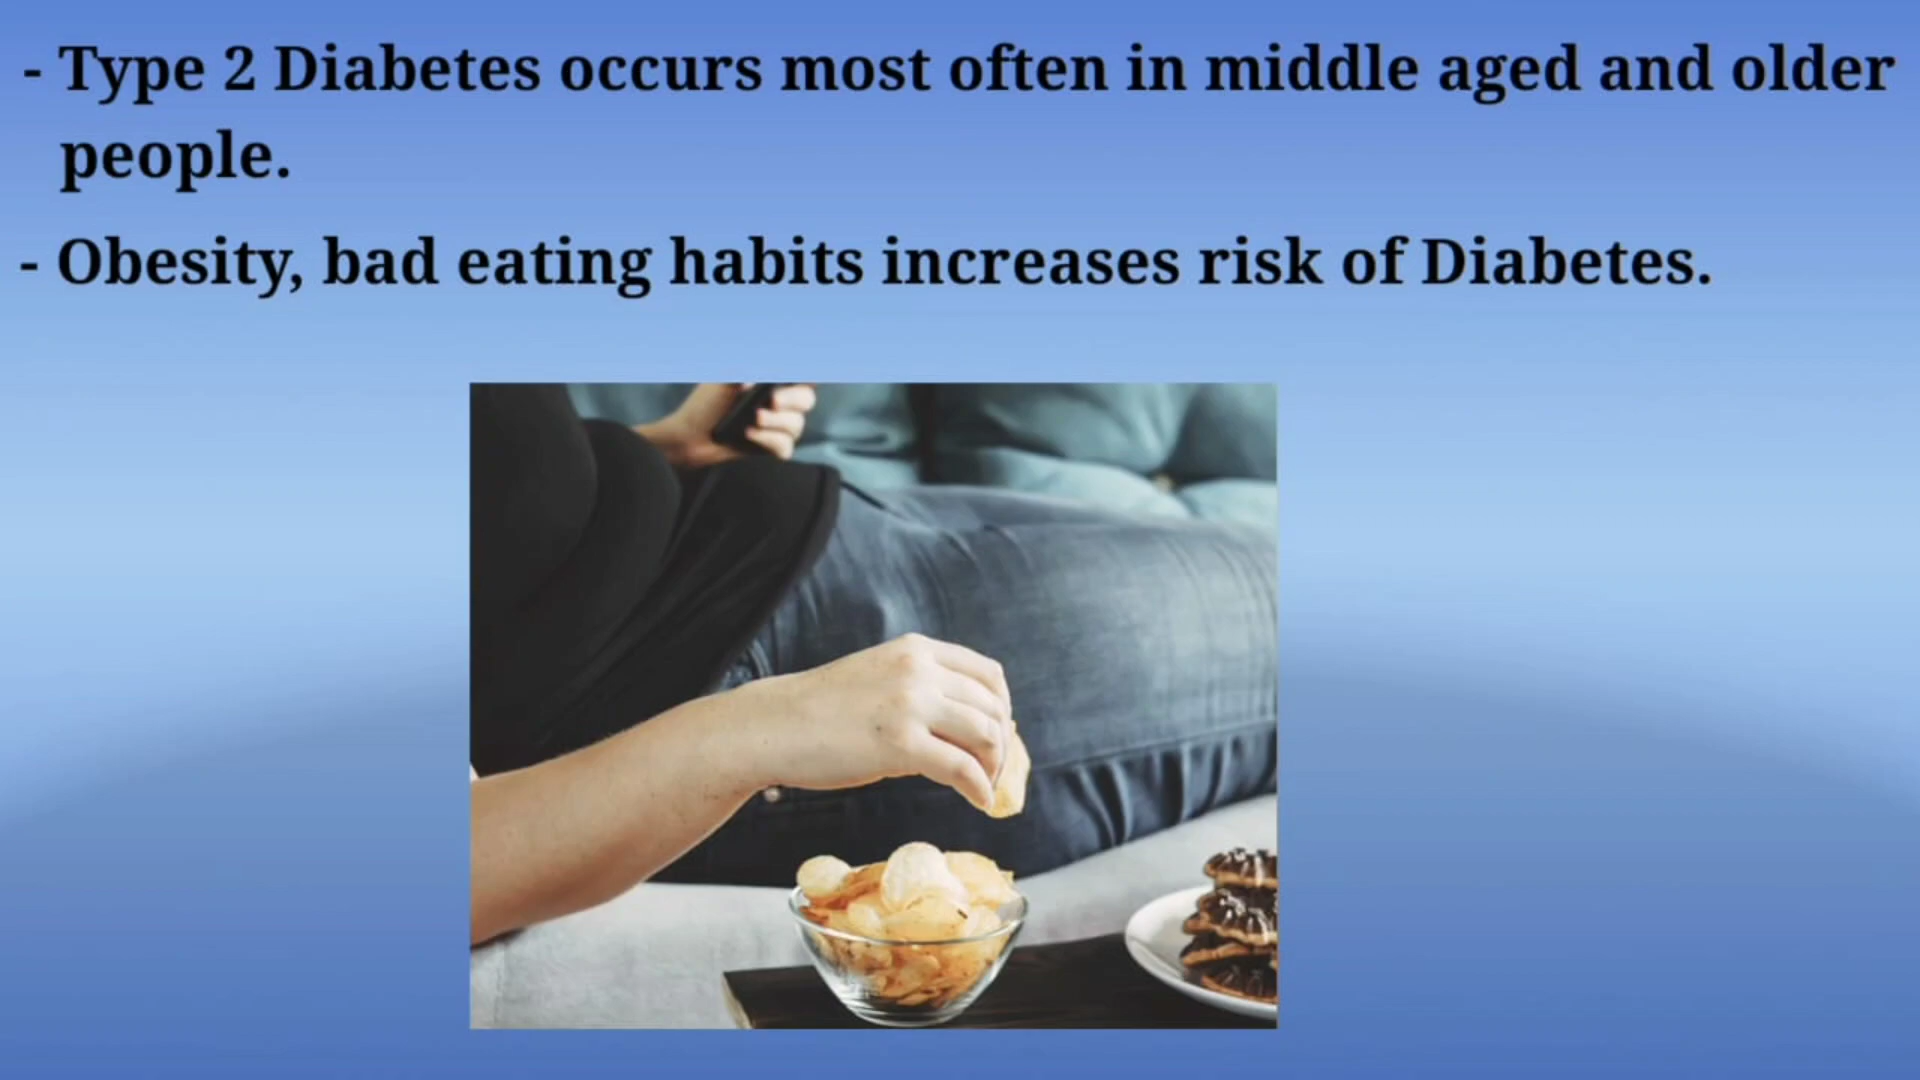 - Type 2 Diabetes occurs most often in middle aged and older
people.
- Obesity, bad eating habits increases risk of Diabetes.